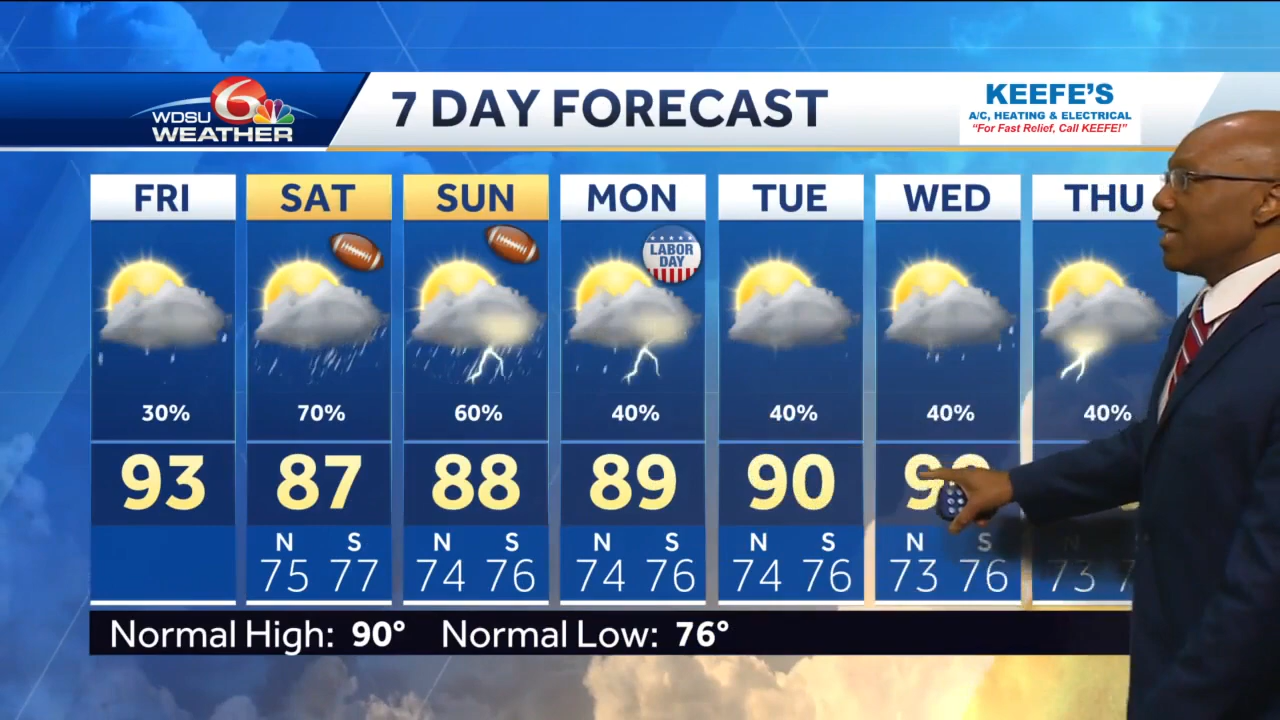 WDSU 6
WEATHER
7 DAY FORECAST
KEEFE'S
A/C, HEATING & ELECTRICAL
"For Fast Relief, Call KEEFE!"
FRI SAT SUN MON TUE WED THU
LABOR
DAY
30% 70% 60% 40% 40% 40% 40%
93 87 88 89 90
N S N S N S N S N S N
75 77 74 76 74 76 74 76 73 76 73
Normal High: 90° Normal Low: 76°